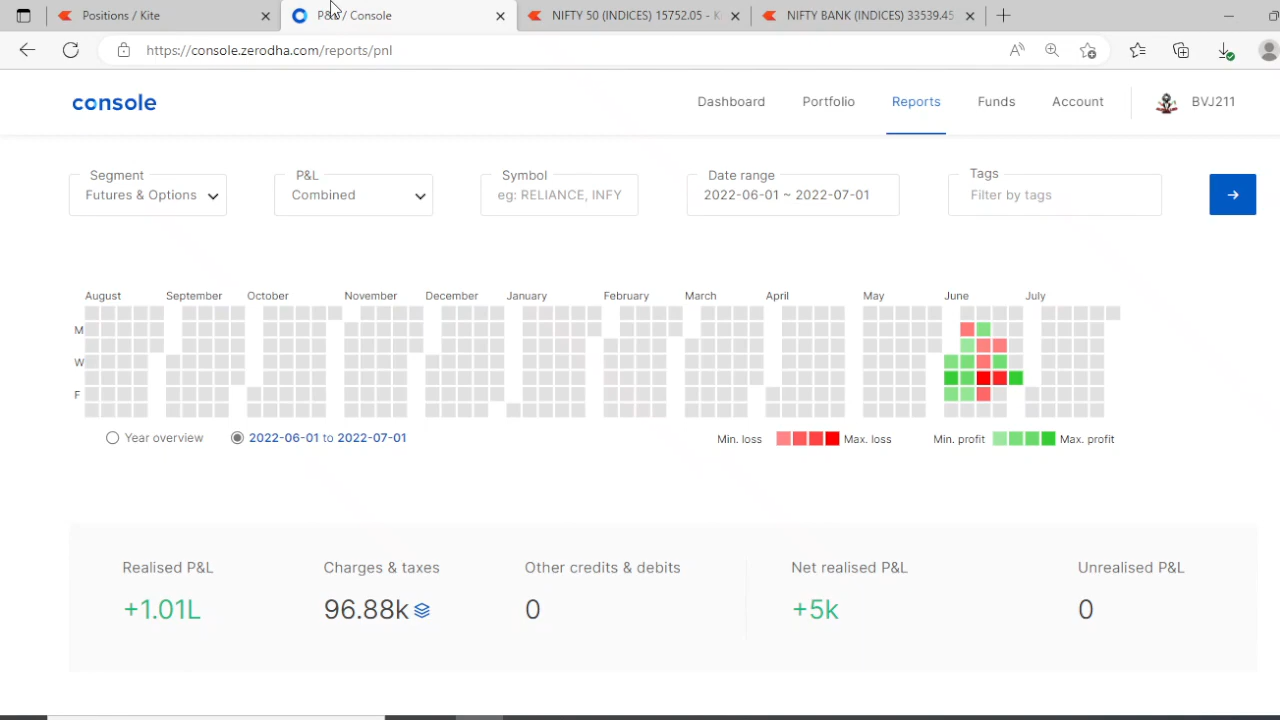 Positions / Kite
P&L / Console
NIFTY 50 (INDICES) 15752.05 -
NIFTY BANK (INDICES) 33539.45
https://console.zerodha.com/reports/pnl
console
Dashboard
Portfolio
Reports
Funds
Account
BVJ211
Segment
Futures & Options
P&L
Combined
Symbol
eg: RELIANCE, INFY
Date range
2022-06-01 ~ 2022-07-01
Tags
Filter by tags
August September October November December January February March April May June July
M
W
F
Year overview
2022-06-01 to 2022-07-01
Min. loss
Max. loss
Min. profit
Max. profit
Realised P&L
Charges & taxes
Other credits & debits
Net realised P&L
Unrealised P&L
+1.01L
96.88k
0
+5k
0